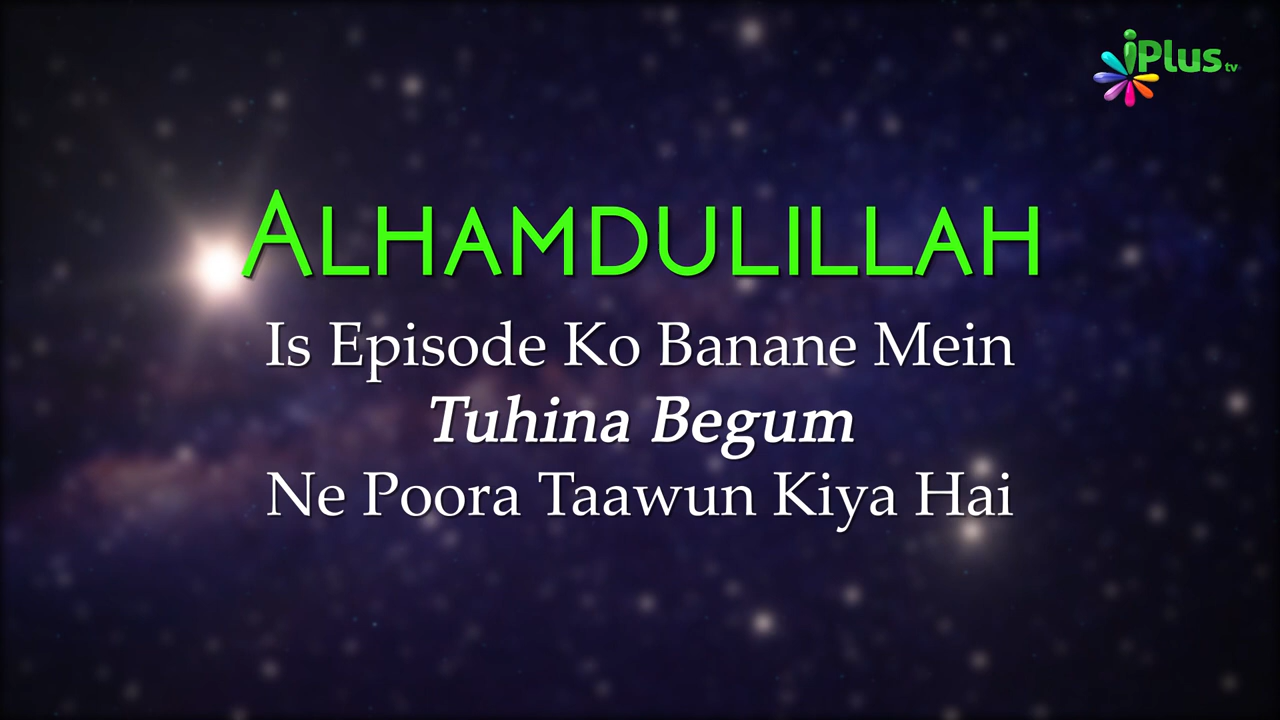 iPlus tv
ALHAMDULILLAH
Is Episode Ko Banane Mein
Tuhina Begum
Ne Poora Taawun Kiya Hai